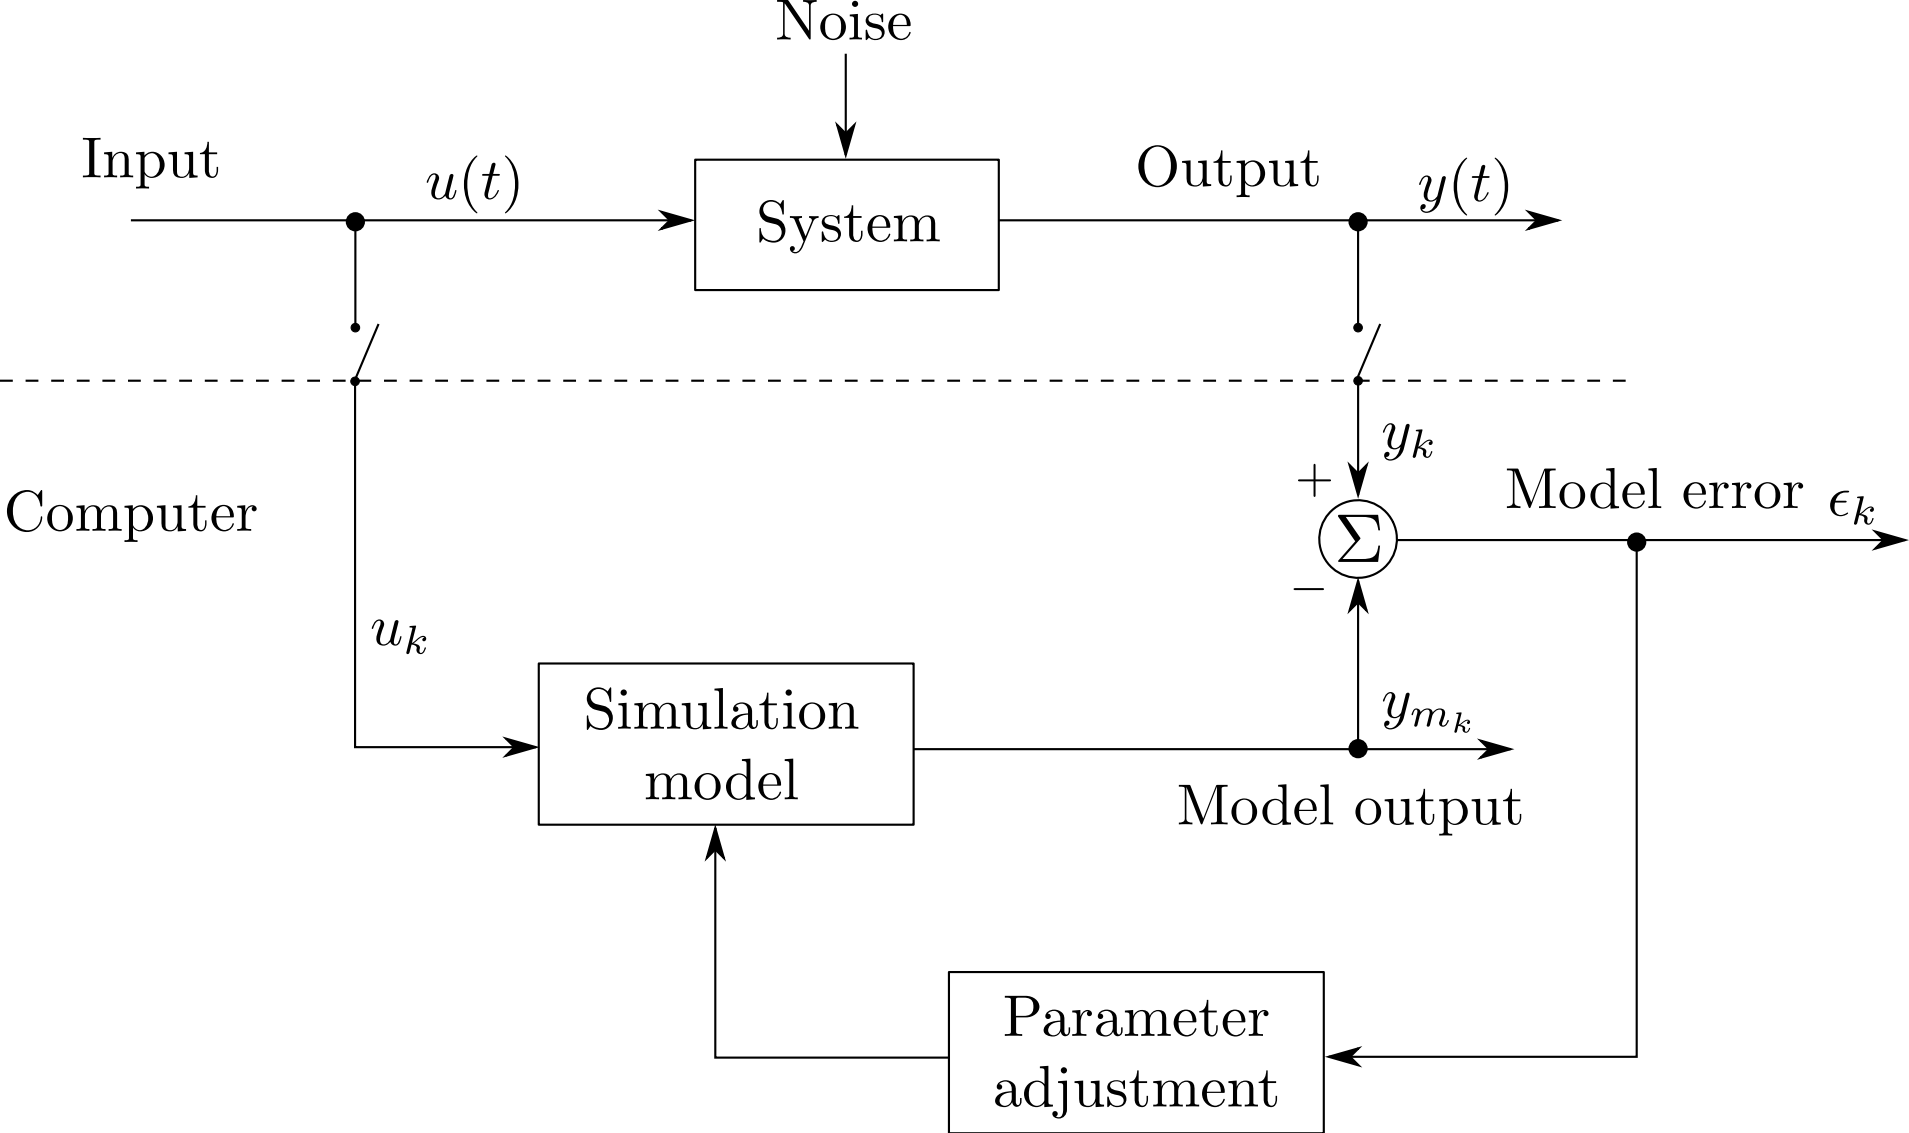 Noise
Input
u(t)
System
Output
y(t)
y_k
+
Model error ϵ_k
Computer
Σ
−
u_k
Simulation
model
y_{m_k}
Model output
Parameter
adjustment